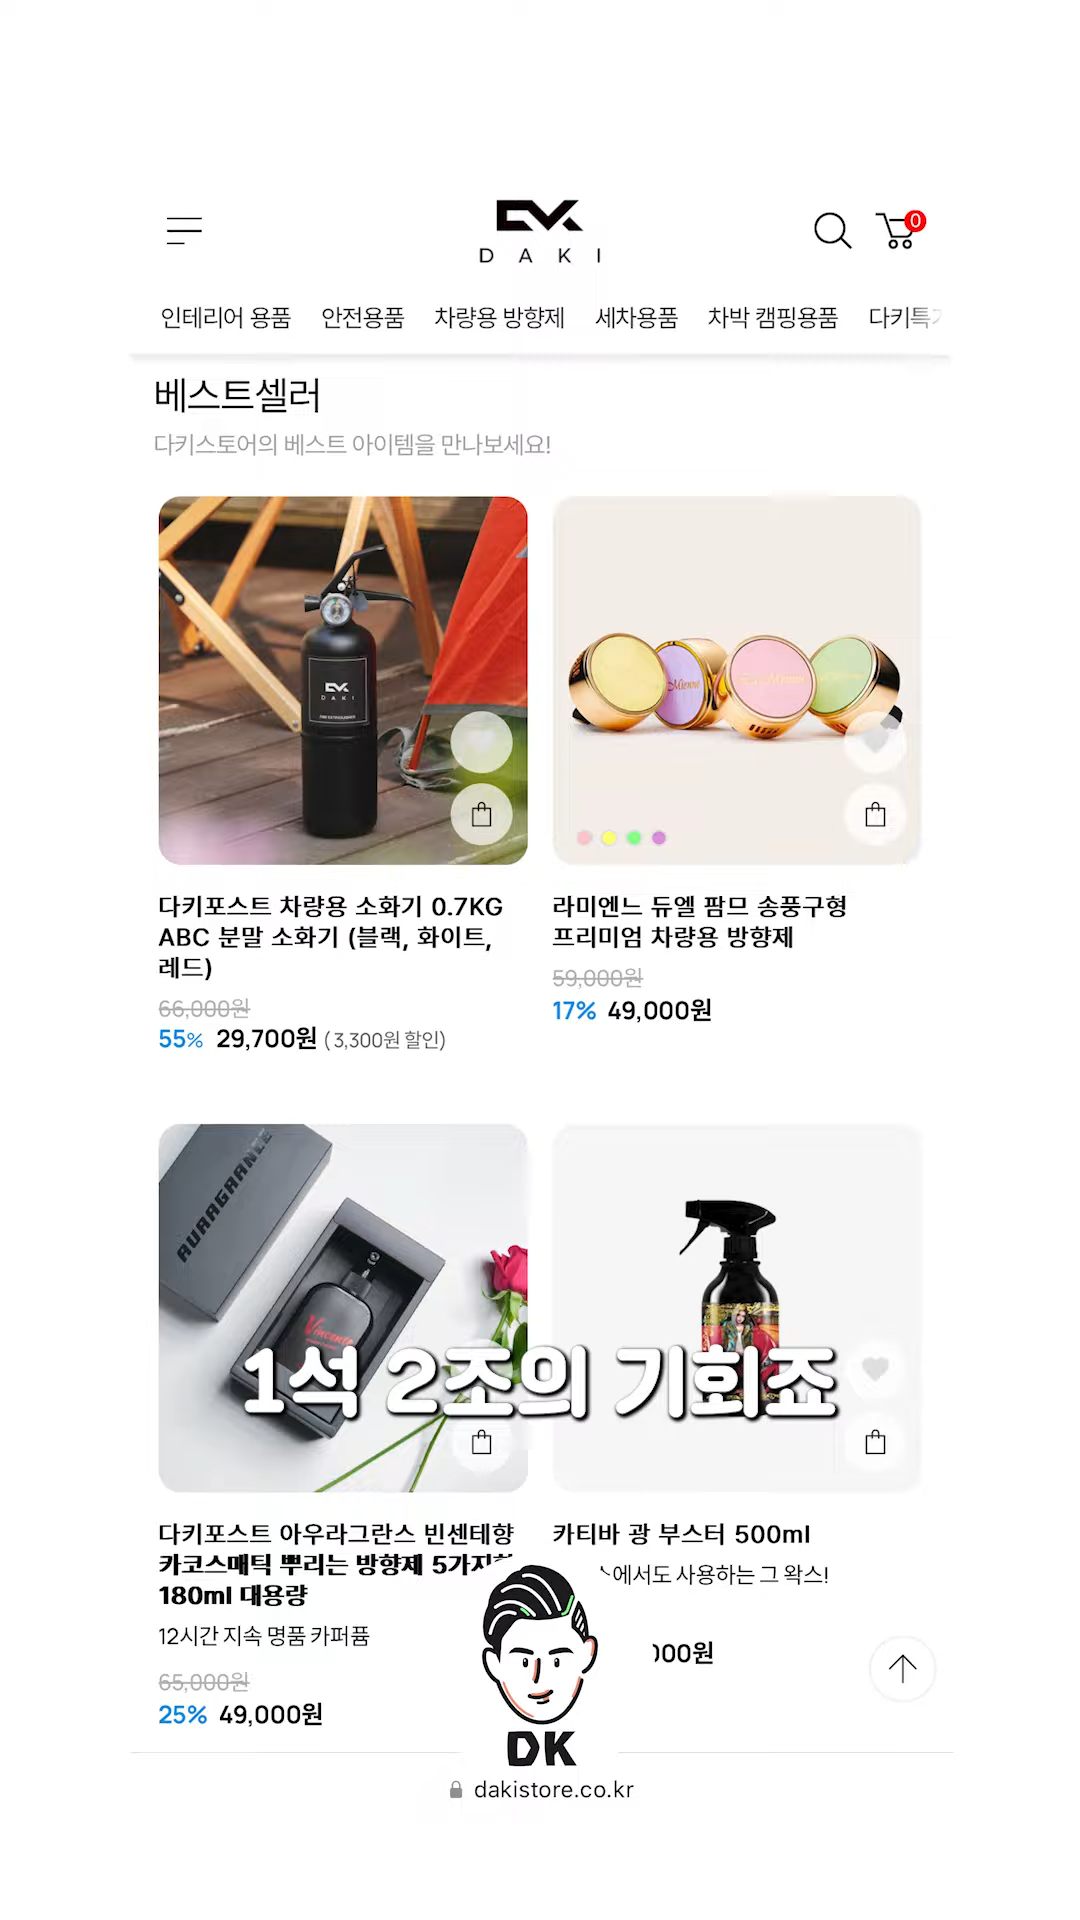 DAKI
0
인테리어 용품 안전용품 차량용 방향제 세차용품 차박 캠핑용품
베스트셀러
다키스토어의 베스트 아이템을 만나보세요!
DAKI
FIRE EXTINGUISHER
다키포스트 차량용 소화기 0.7KG
ABC 분말 소화기 (블랙, 화이트,
레드)
66,000원
55% 29,700원 (3,300원 할인)
라미엔느 듀엘 팜므 송풍구형
프리미엄 차량용 방향제
59,000원
17% 49,000원
AURAGRANCE
Vincente
1석 2조의 기회죠
다키포스트 아우라그란스 빈센테향
카코스매틱 뿌리는 방향제
180ml 대용량
12시간 지속 명품 카퍼퓸
65,000원
25% 49,000원
카티바 광 부스터 500ml
사용하는 그 왁스!
DK
dakistore.co.kr